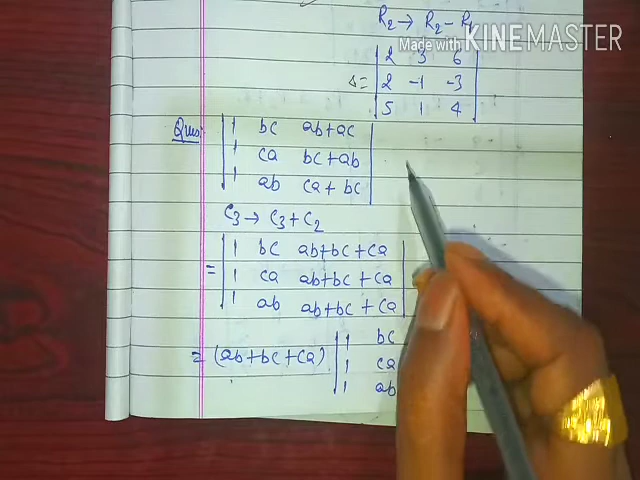 R₂ → R₂ - R₁
Made with KINEMASTER
Δ = | 2 3 6 |
| 2 -1 -3 |
| 5 1 4 |
Ques: | 1 bc ab+ac |
| 1 ca bc+ab |
| 1 ab ca+bc |
C₃ → C₃ + C₂
= | 1 bc ab+bc+ca |
| 1 ca ab+bc+ca |
| 1 ab ab+bc+ca |
= (ab+bc+ca) | 1 bc
| 1 ca
| 1 ab